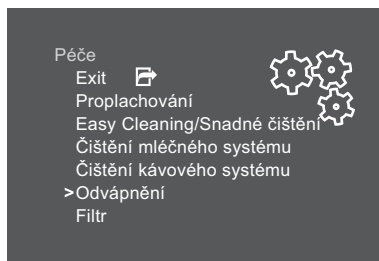 Péče
Exit
Proplachování
Easy Cleaning/Snadné čištění
Čištění mléčného systému
Čištění kávového systému
>Odvápnění
Filtr